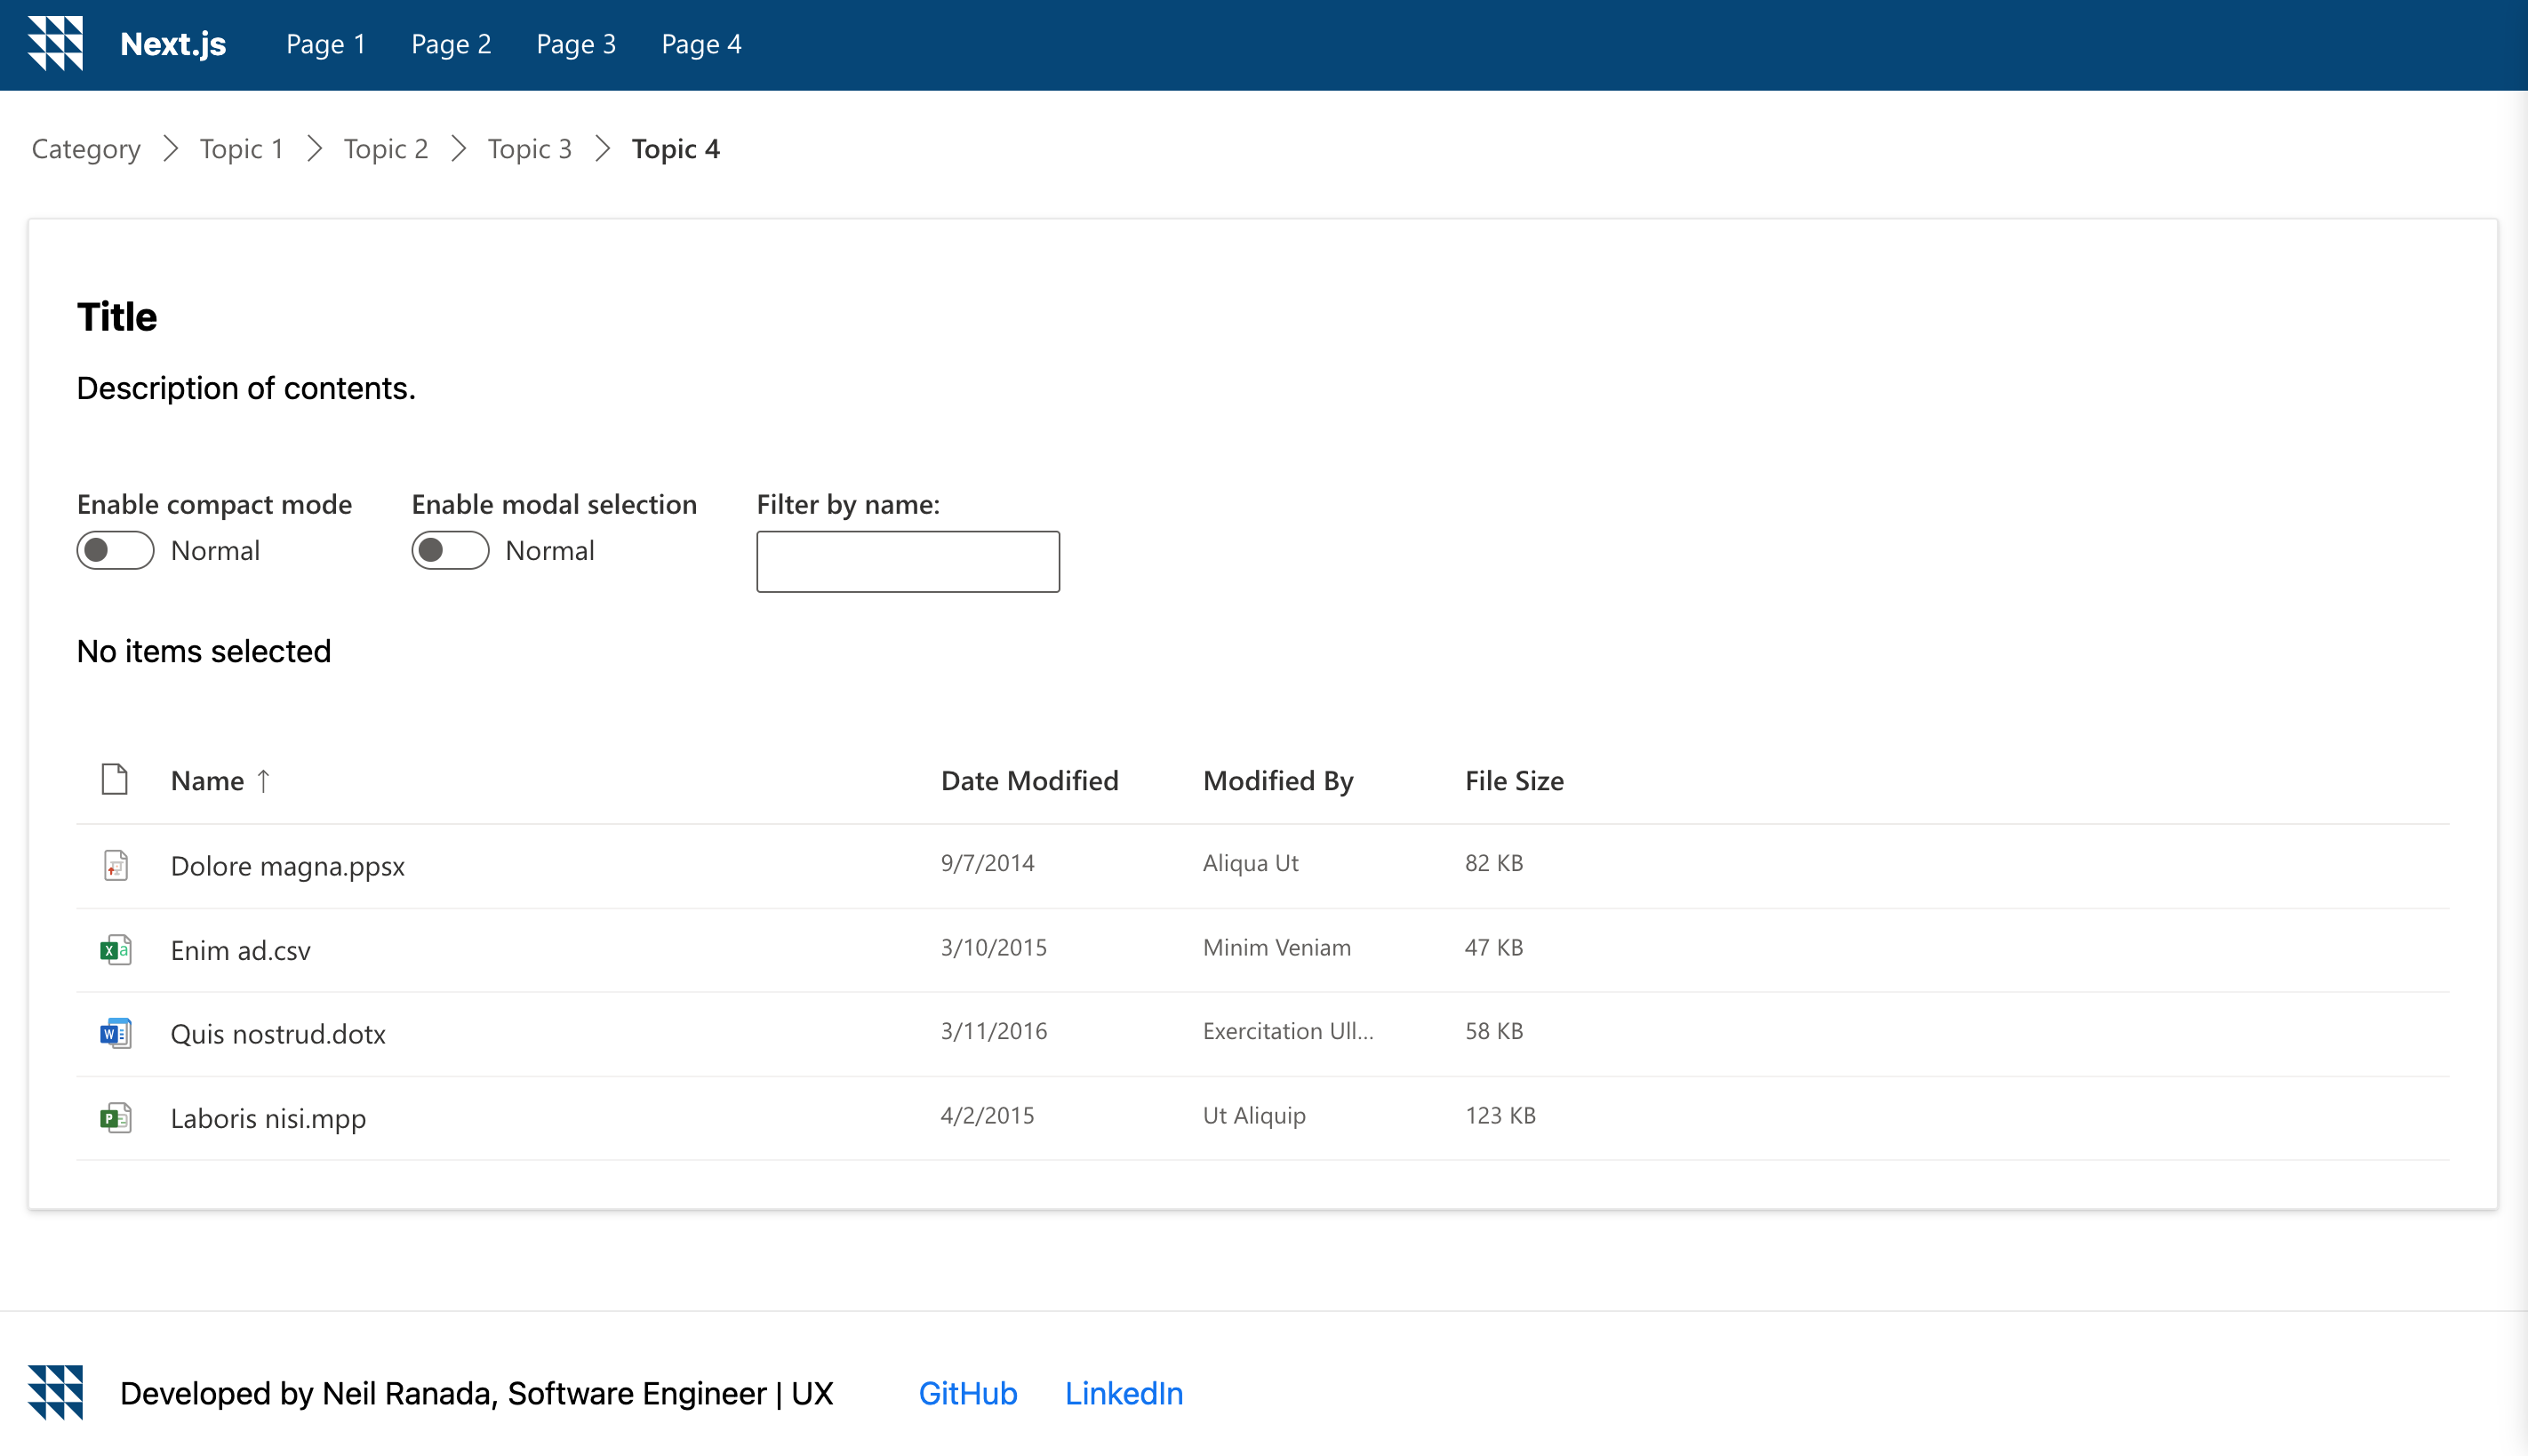 Next.js Page 1 Page 2 Page 3 Page 4
Category Topic 1 Topic 2 Topic 3 Topic 4
Title
Description of contents.
Enable compact mode Enable modal selection Filter by name:
Normal Normal
No items selected
Name ↑ Date Modified Modified By File Size
Dolore magna.ppsx 9/7/2014 Aliqua Ut 82 KB
Enim ad.csv 3/10/2015 Minim Veniam 47 KB
Quis nostrud.dotx 3/11/2016 Exercitation Ull... 58 KB
Laboris nisi.mpp 4/2/2015 Ut Aliquip 123 KB
Developed by Neil Ranada, Software Engineer | UX GitHub LinkedIn